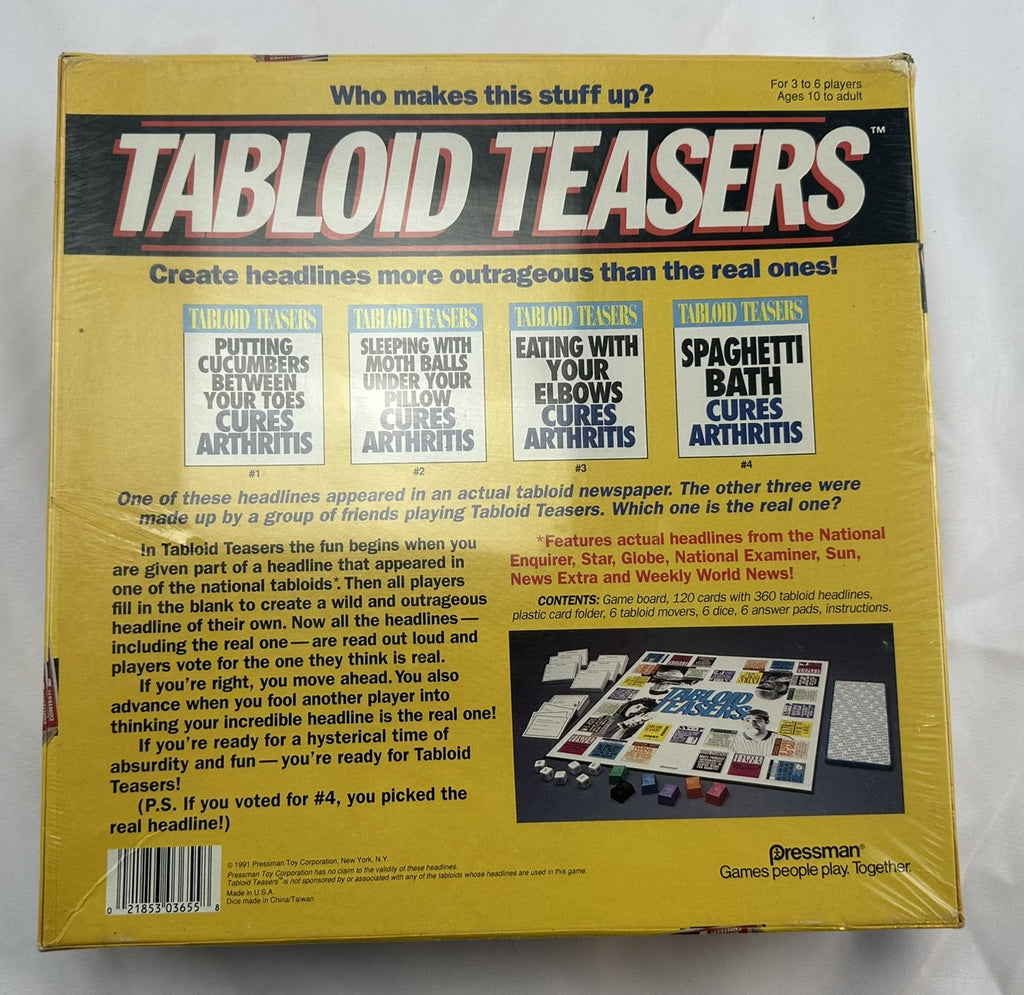 Who makes this stuff up?
For 3 to 6 players
Ages 10 to adult
TABLOID TEASERS™
Create headlines more outrageous than the real ones!
TABLOID TEASERS
PUTTING
CUCUMBERS
BETWEEN
YOUR TOES
CURES
ARTHRITIS
#1
TABLOID TEASERS
SLEEPING WITH
MOTH BALLS
UNDER YOUR
PILLOW
CURES
ARTHRITIS
#2
TABLOID TEASERS
EATING WITH
YOUR
ELBOWS
CURES
ARTHRITIS
#3
TABLOID TEASERS
SPAGHETTI
BATH
CURES
ARTHRITIS
#4
One of these headlines appeared in an actual tabloid newspaper. The other three were
made up by a group of friends playing Tabloid Teasers. Which one is the real one?
In Tabloid Teasers the fun begins when you
are given part of a headline that appeared in
one of the national tabloids*. Then all players
fill in the blank to create a wild and outrageous
headline of their own. Now all the headlines—
including the real one—are read out loud and
players vote for the one they think is real.
If you're right, you move ahead. You also
advance when you fool another player into
thinking your incredible headline is the real one!
If you're ready for a hysterical time of
absurdity and fun—you're ready for Tabloid
Teasers!
(P.S. If you voted for #4, you picked the
real headline!)
*Features actual headlines from the National
Enquirer, Star, Globe, National Examiner, Sun,
News Extra and Weekly World News!
CONTENTS: Game board, 120 cards with 360 tabloid headlines,
plastic card folder, 6 tabloid movers, 6 dice, 6 answer pads, instructions.
TABLOID
TEASERS
0 21853 03655 8
© 1991 Pressman Toy Corporation, New York, N.Y.
Pressman Toy Corporation has no claim to the validity of these headlines.
Tabloid Teasers™ is not sponsored by or associated with any of the tabloids whose headlines are used in this game.
Made in U.S.A.
Dice made in China/Taiwan
Pressman®
Games people play. Together.